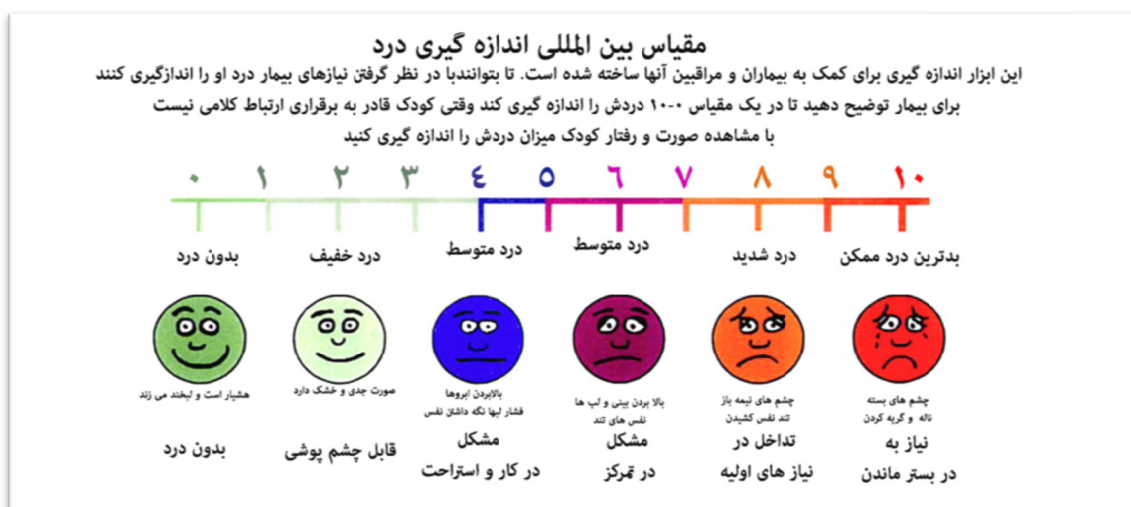 مقیاس بین المللی اندازه گیری درد
این ابزار اندازه گیری برای کمک به بیماران و مراقبین آنها ساخته شده است. تا بتوانندبا در نظر گرفتن نیازهای بیمار درد او را اندازگیری کنند
برای بیمار توضیح دهید تا در یک مقیاس ۰-۱۰ دردش را اندازه گیری کند وقتی کودک قادر به برقراری ارتباط کلامی نیست
با مشاهده صورت و رفتار کودک میزان دردش را اندازه گیری کنید
۰ ۱ ۲ ۳ ٤ ۵ ٦ ۷ ۸ ۹ ۱۰
بدون درد
درد خفیف
درد متوسط
درد متوسط
درد شدید
بدترین درد ممکن
هشیار است و لبخند می زند
صورت جدی و خشک دارد
بالابردن ابروها
فشار لبها نگه داشتن نفس
بالا بردن بینی و لپ ها
نفس های تند
چشم های نیمه باز
تند نفس کشیدن
چشم های بسته
ناله و گریه کردن
بدون درد
قابل چشم پوشی
مشکل
در کار و استراحت
مشکل
در تمرکز
تداخل در
نیاز های اولیه
نیاز به
در بستر ماندن